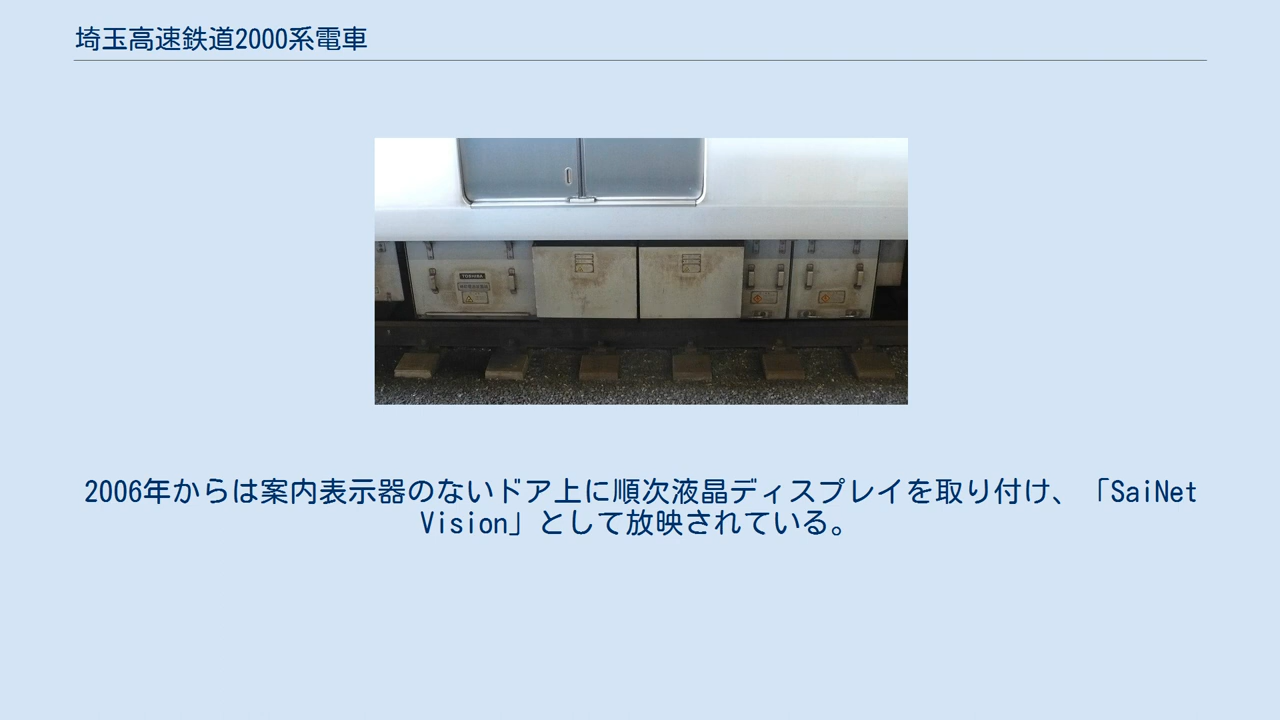 埼玉高速鉄道2000系電車
TOSHIBA
2006年からは案内表示器のないドア上に順次液晶ディスプレイを取り付け、「SaiNet
Vision」として放映されている。